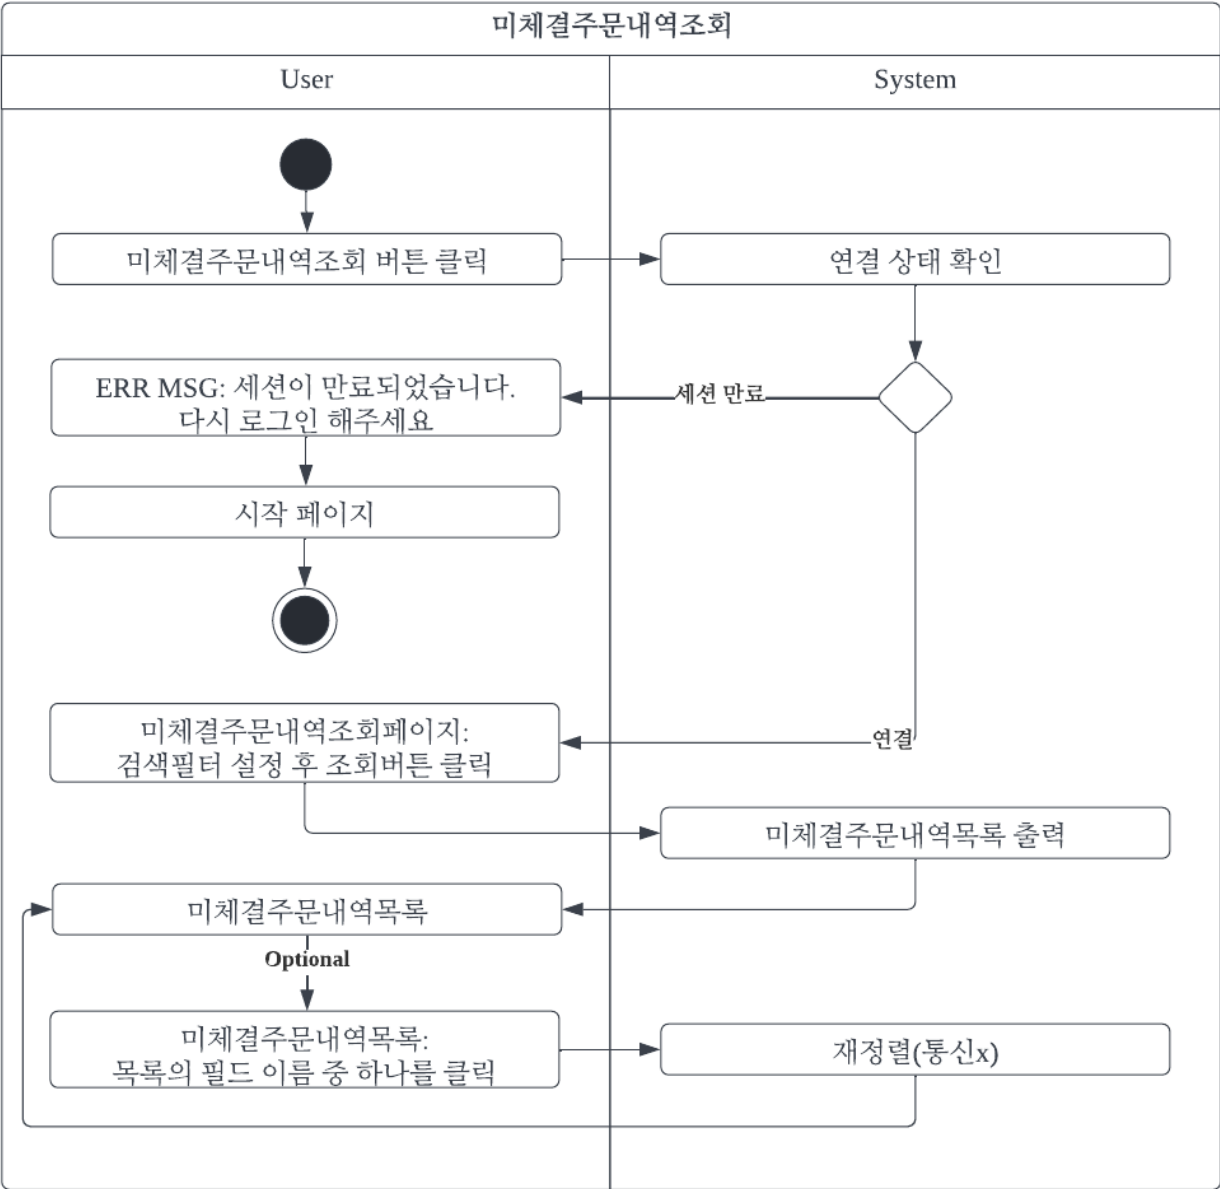 미체결주문내역조회
User
System
미체결주문내역조회 버튼 클릭
연결 상태 확인
ERR MSG: 세션이 만료되었습니다.
다시 로그인 해주세요
세션 만료
시작 페이지
미체결주문내역조회페이지:
검색필터 설정 후 조회버튼 클릭
연결
미체결주문내역목록 출력
미체결주문내역목록
Optional
미체결주문내역목록:
목록의 필드 이름 중 하나를 클릭
재정렬(통신x)